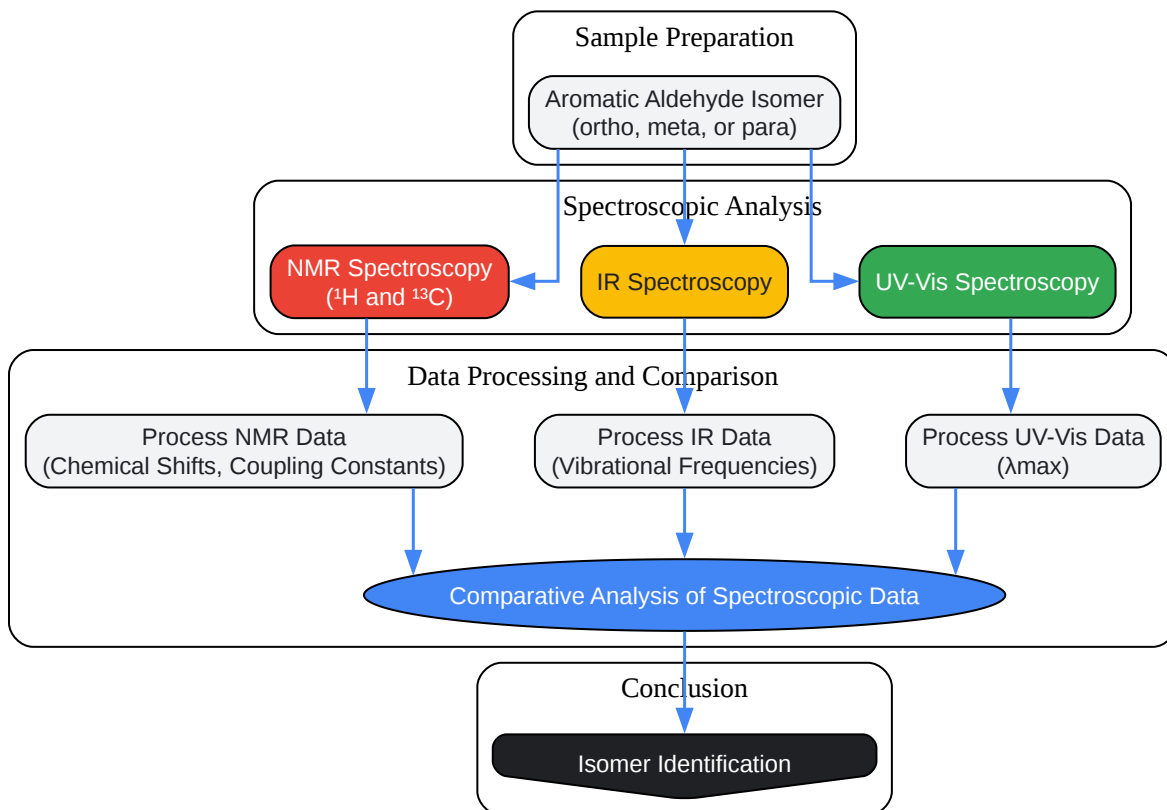 Sample Preparation
Aromatic Aldehyde Isomer
(ortho, meta, or para)
Spectroscopic Analysis
NMR Spectroscopy
(¹H and ¹³C)
IR Spectroscopy
UV-Vis Spectroscopy
Data Processing and Comparison
Process NMR Data
(Chemical Shifts, Coupling Constants)
Process IR Data
(Vibrational Frequencies)
Process UV-Vis Data
(λmax)
Comparative Analysis of Spectroscopic Data
Conclusion
Isomer Identification